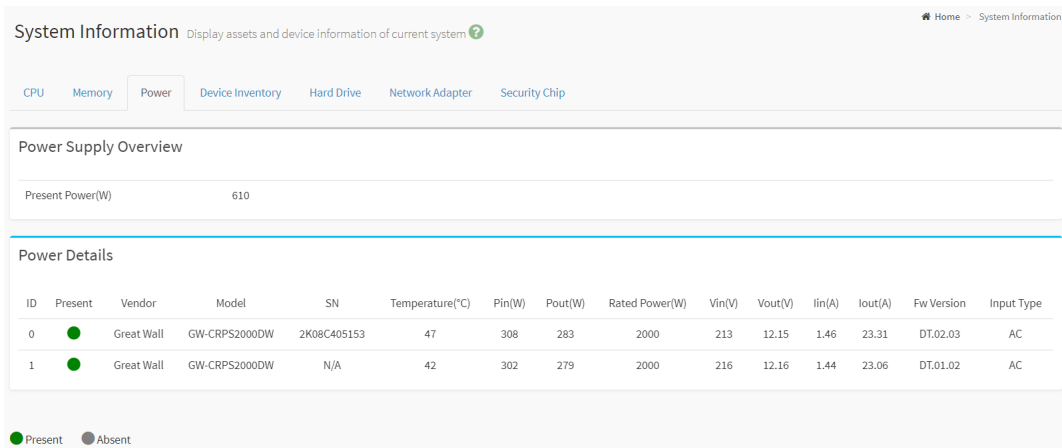 Home > System Information
System Information Display assets and device information of current system ?
CPU Memory Power Device Inventory Hard Drive Network Adapter Security Chip
Power Supply Overview
Present Power(W) 610
Power Details
ID Present Vendor Model SN Temperature(°C) Pin(W) Pout(W) Rated Power(W) Vin(V) Vout(V) Iin(A) Iout(A) Fw Version Input Type
0 Great Wall GW-CRPS2000DW 2K08C405153 47 308 283 2000 213 12.15 1.46 23.31 DT.02.03 AC
1 Great Wall GW-CRPS2000DW N/A 42 302 279 2000 216 12.16 1.44 23.06 DT.01.02 AC
Present Absent